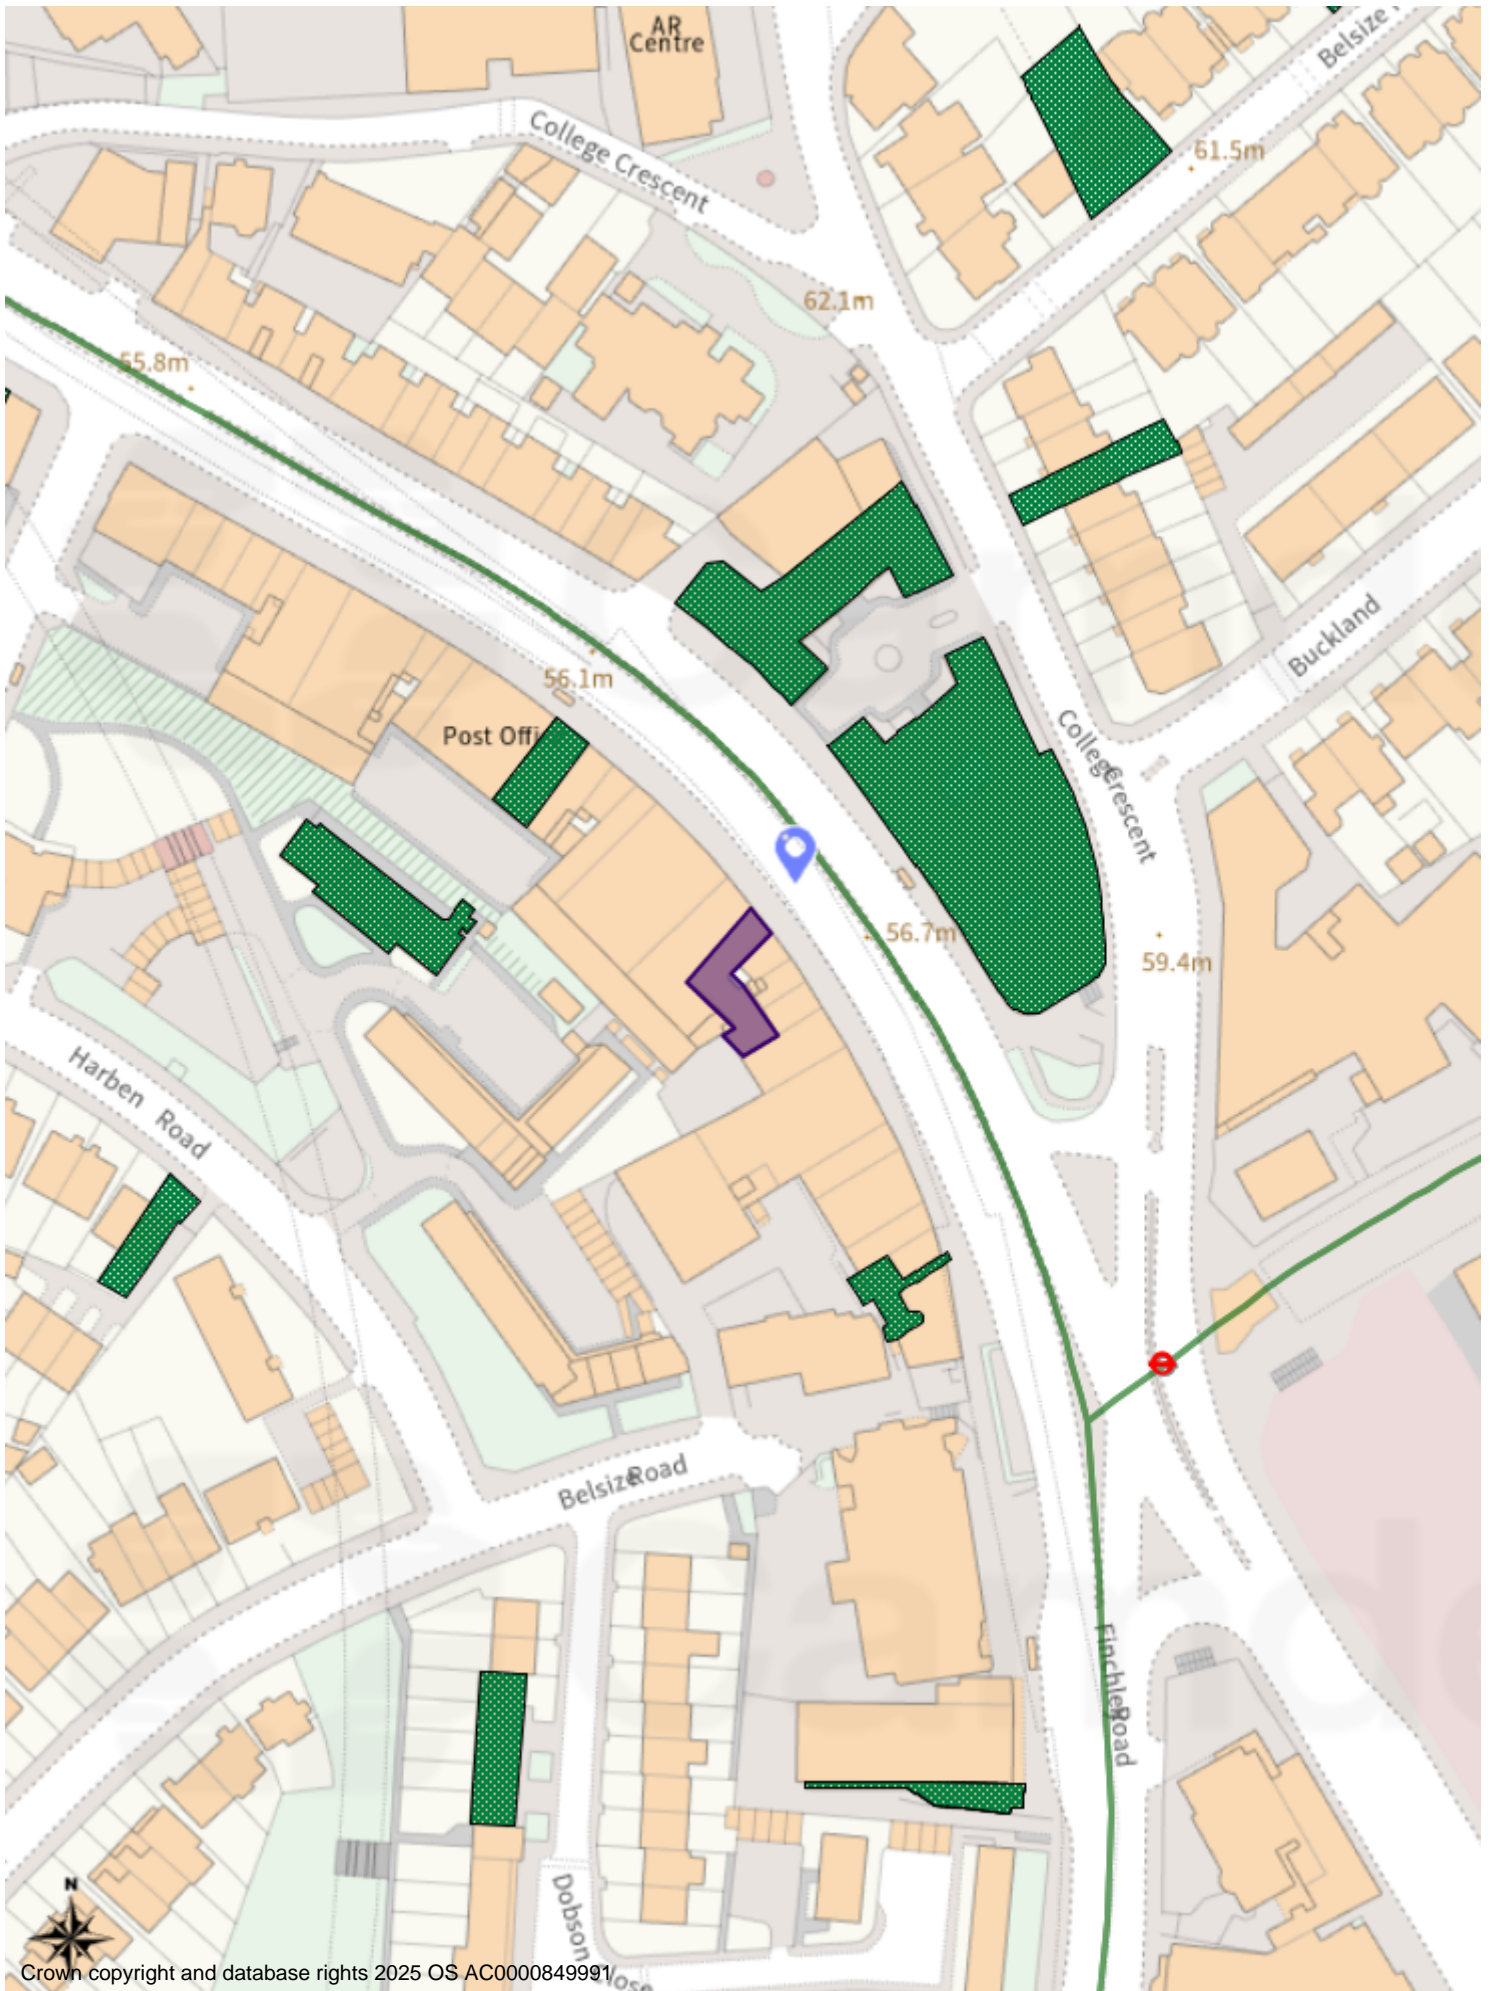 AR
Centre
Belsize
College Crescent
61.5m
62.1m
55.8m
Buckland
56.1m
Post Offi
College
Crescent
56.7m
59.4m
Harben Road
Belsize
Road
Finchley
Road
Dobson
Close
N
Crown copyright and database rights 2025 OS AC0000849991